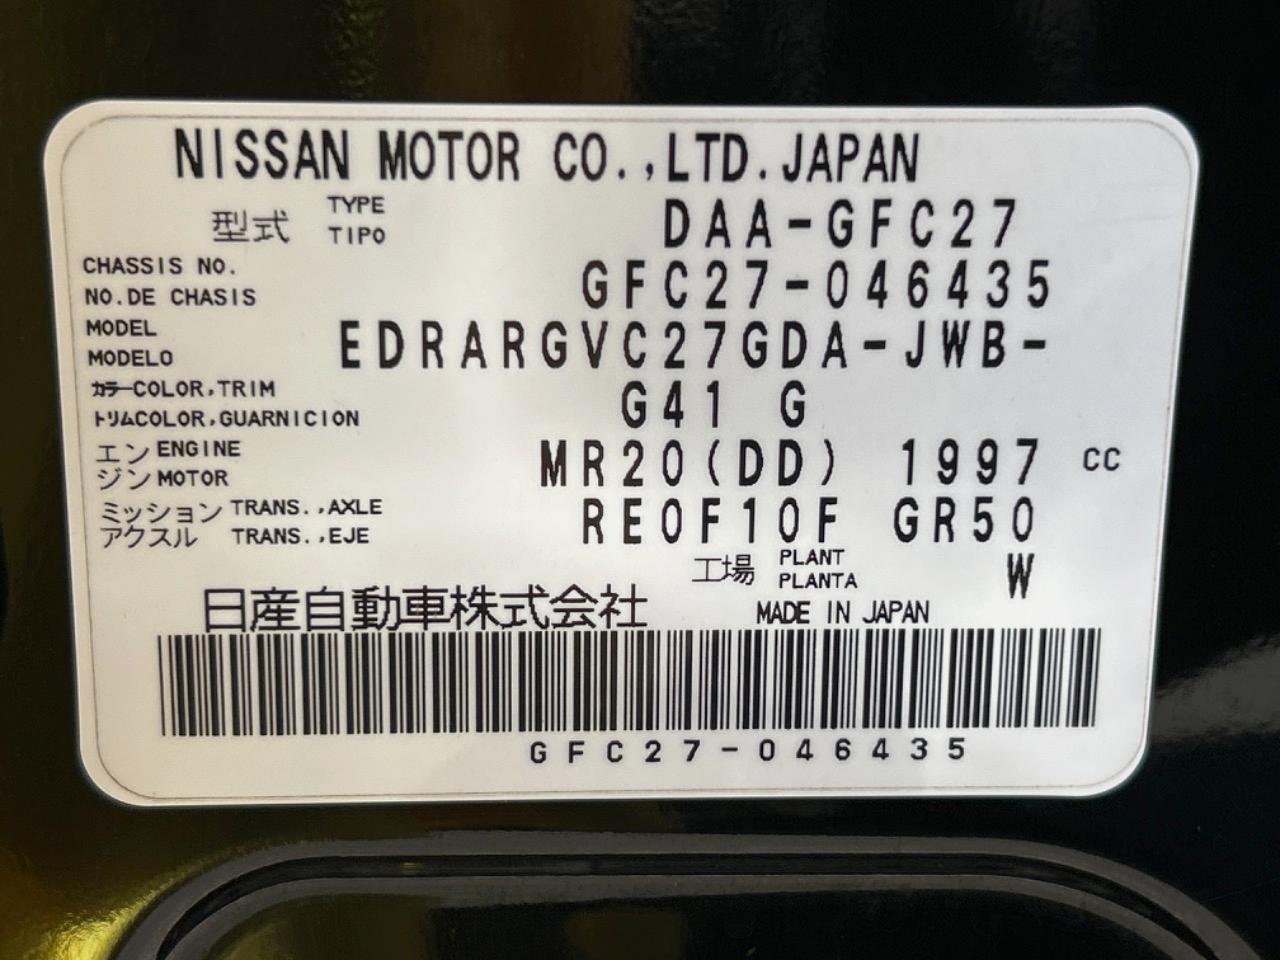 NISSAN MOTOR CO.,LTD.JAPAN
型式 TYPE TIPO DAA-GFC27
CHASSIS NO. NO.DE CHASIS GFC27-046435
MODEL MODELO EDRARGVC27GDA-JWB-
カラー COLOR,TRIM
トリム COLOR,GUARNICION G41 G
エンジン ENGINE MOTOR MR20(DD) 1997 CC
ミッション TRANS.,AXLE
アクスル TRANS.,EJE RE0F10F GR50
工場 PLANT PLANTA W
日産自動車株式会社 MADE IN JAPAN
GFC27-046435